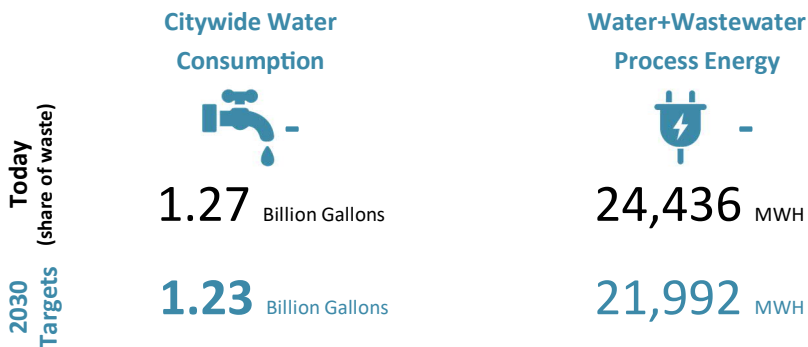 Citywide Water
Consumption
Water+Wastewater
Process Energy
-
-
Today
(share of waste)
1.27 Billion Gallons
24,436 MWH
2030
Targets
1.23 Billion Gallons
21,992 MWH